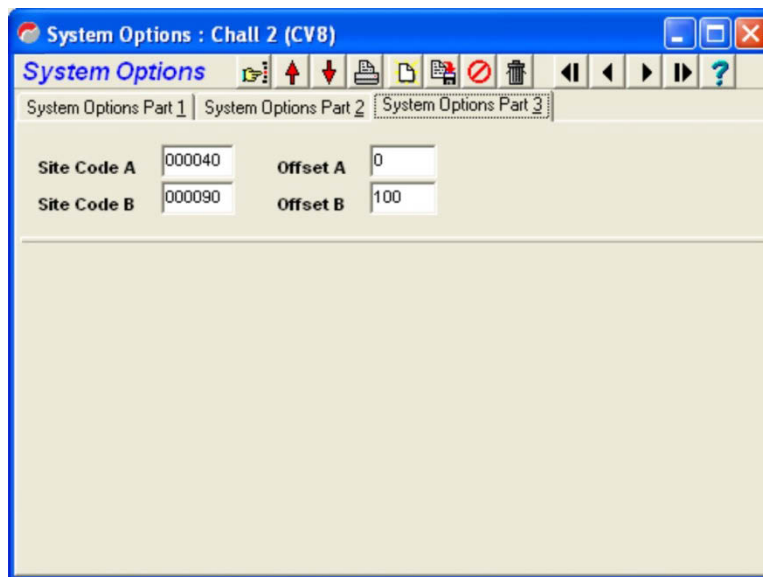 System Options : Chall 2 (CV8)
System Options
System Options Part 1 System Options Part 2 System Options Part 3
Site Code A 000040 Offset A 0
Site Code B 000090 Offset B 100